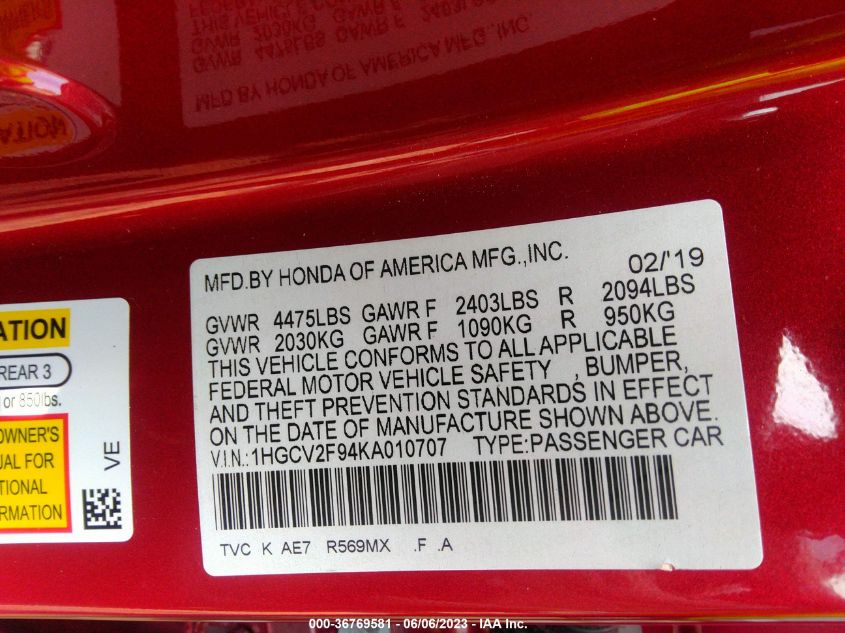 MFD.BY HONDA OF AMERICA MFG.,INC. 02/'19
GVWR 4475LBS GAWR F 2403LBS R 2094LBS
GVWR 2030KG GAWR F 1090KG R 950KG
THIS VEHICLE CONFORMS TO ALL APPLICABLE
FEDERAL MOTOR VEHICLE SAFETY , BUMPER,
AND THEFT PREVENTION STANDARDS IN EFFECT
ON THE DATE OF MANUFACTURE SHOWN ABOVE.
V.I.N.:1HGCV2F94KA010707 TYPE:PASSENGER CAR
TVC K AE7 R569MX .F .A
ATION
REAR 3
or 850lbs.
OWNER'S
UAL FOR
TIONAL
ORMATION
VE
000-36769581 - 06/06/2023 - IAA Inc.